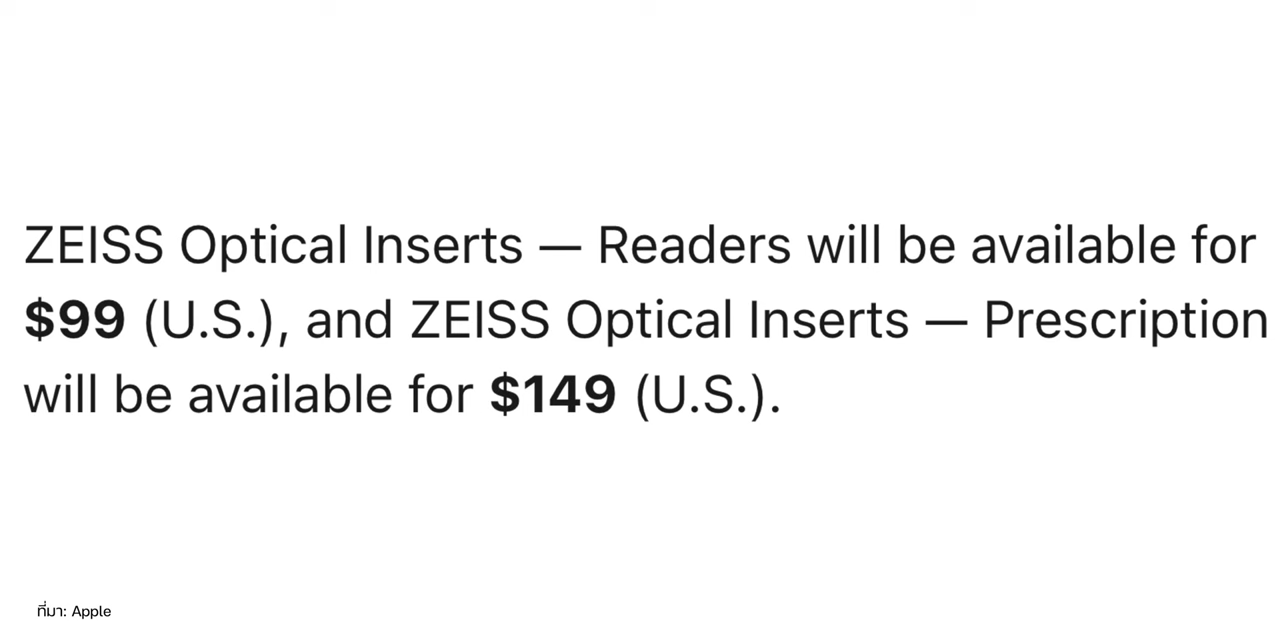 ZEISS Optical Inserts — Readers will be available for
$99 (U.S.), and ZEISS Optical Inserts — Prescription
will be available for $149 (U.S.).
ที่มา: Apple